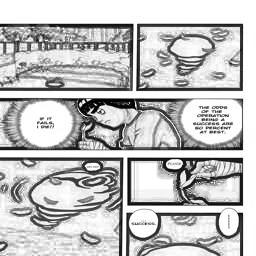 IF IT
FAILS,
I DIE!!
THE ODDS
OF THE
OPERATION
BEING A
SUCCESS ARE
50 PERCENT
AT BEST.
SUCCESS